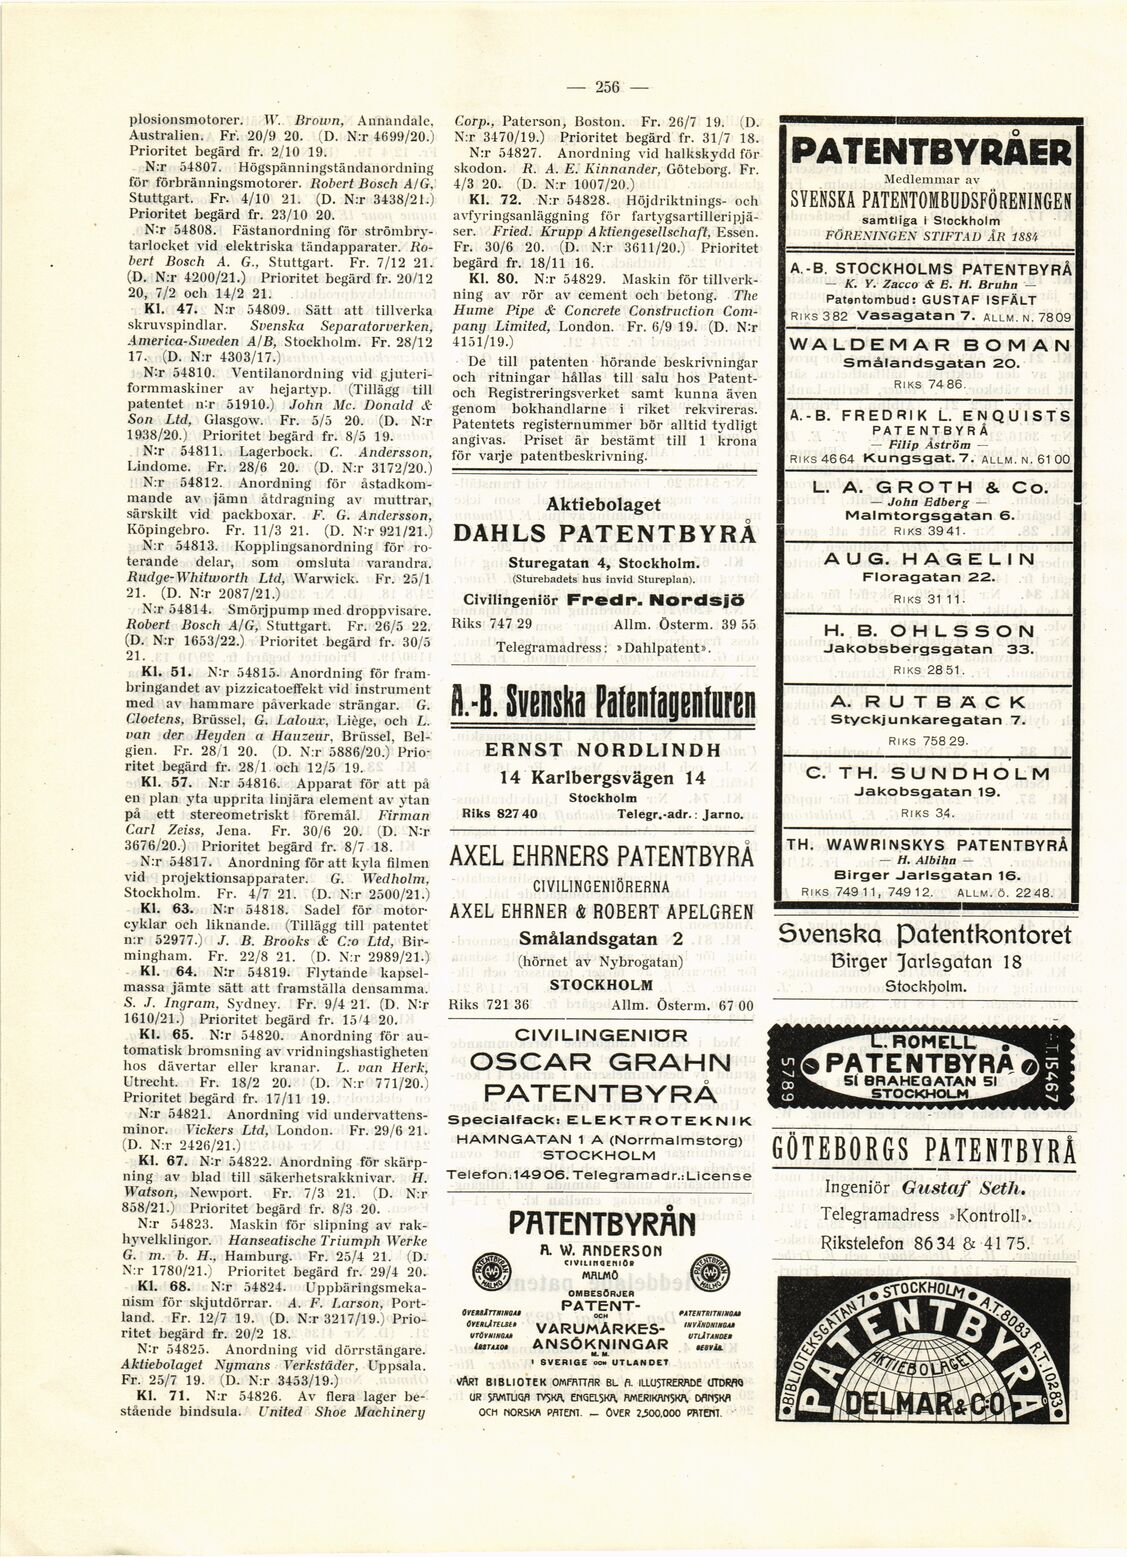 — 256 —
plosionsmotorer. W. Brown, Annandale,
Australien. Fr. 20/9 20. (D. N:r 4699/20.)
Prioritet begärd fr. 2/10 19.
N:r 54807. Högspänningständanordning
för förbränningsmotorer. Robert Bosch A/G,
Stuttgart. Fr. 4/10 21. (D. N:r 3438/21.)
Prioritet begärd fr. 23/10 20.
N:r 54808. Fästanordning för strömbry-
tarlocket vid elektriska tändapparater. Ro-
bert Bosch A. G., Stuttgart. Fr. 7/12 21.
(D. N:r 4200/21.) Prioritet begärd fr. 20/12
20, 7/2 och 14/2 21.
Kl. 47. N:r 54809. Sätt att tillverka
skruvspindlar. Svenska Separatorverken,
America-Sweden A/B, Stockholm. Fr. 28/12
17. (D. N:r 4303/17.)
N:r 54810. Ventilanordning vid gjuteri-
formmaskiner av hejartyp. (Tillägg till
patentet n:r 51910.) John Mc. Donald &
Son Ltd, Glasgow. Fr. 5/5 20. (D. N:r
1938/20.) Prioritet begärd fr. 8/5 19.
N:r 54811. Lagerbock. C. Andersson,
Lindome. Fr. 28/6 20. (D. N:r 3172/20.)
N:r 54812. Anordning för åstadkom-
mande av jämn åtdragning av muttrar,
särskilt vid packboxar. F. G. Andersson,
Köpingebro. Fr. 11/3 21. (D. N:r 921/21.)
N:r 54813. Kopplingsanordning för ro-
terande delar, som omsluta varandra.
Rudge-Whitworth Ltd, Warwick. Fr. 25/1
21. (D. N:r 2087/21.)
N:r 54814. Smörjpump med droppvisare.
Robert Bosch A/G, Stuttgart. Fr. 26/5 22.
(D. N:r 1653/22.) Prioritet begärd fr. 30/5
21.
Kl. 51. N:r 54815. Anordning för fram-
bringandet av pizzicatoeffekt vid instrument
med av hammare påverkade strängar. G.
Cloetens, Brüssel, G. Laloux, Liège, och L.
van der Heyden a Hauzeur, Brüssel, Bel-
gien. Fr. 28/1 20. (D. N:r 5886/20.) Prio-
ritet begärd fr. 28/1 och 12/5 19.
Kl. 57. N:r 54816. Apparat för att på
en plan yta upprita linjära element av ytan
på ett stereometriskt föremål. Firman
Carl Zeiss, Jena. Fr. 30/6 20. (D. N:r
3676/20.) Prioritet begärd fr. 8/7 18.
N:r 54817. Anordning för att kyla filmen
vid projektionsapparater. G. Wedholm,
Stockholm. Fr. 4/7 21. (D. N:r 2500/21.)
Kl. 63. N:r 54818. Sadel för motor-
cyklar och liknande. (Tillägg till patentet
n:r 52977.) J. B. Brooks & C:o Ltd, Bir-
mingham. Fr. 22/8 21. (D. N:r 2989/21.)
Kl. 64. N:r 54819. Flytande kapsel-
massa jämte sätt att framställa densamma.
S. J. Ingram, Sydney. Fr. 9/4 21. (D. N:r
1610/21.) Prioritet begärd fr. 15/4 20.
Kl. 65. N:r 54820. Anordning för au-
tomatisk bromsning av vridningshastigheten
hos dävertar eller kranar. L. van Herk,
Utrecht. Fr. 18/2 20. (D. N:r 771/20.)
Prioritet begärd fr. 17/11 19.
N:r 54821. Anordning vid undervattens-
minor. Vickers Ltd, London. Fr. 29/6 21.
(D. N:r 2426/21.)
Kl. 67. N:r 54822. Anordning för skärp-
ning av blad till säkerhetsrakknivar. H.
Watson, Newport. Fr. 7/3 21. (D. N:r
858/21.) Prioritet begärd fr. 8/3 20.
N:r 54823. Maskin för slipning av rak-
hyvelklingor. Hanseatische Triumph Werke
G. m. b. H., Hamburg. Fr. 25/4 21. (D.
N:r 1780/21.) Prioritet begärd fr. 29/4 20.
Kl. 68. N:r 54824. Uppbäringsmeka-
nism för skjutdörrar. A. F. Larson, Port-
land. Fr. 12/7 19. (D. N:r 3217/19.) Prio-
ritet begärd fr. 20/2 18.
N:r 54825. Anordning vid dörrstängare.
Aktiebolaget Nymans Verkstäder, Uppsala.
Fr. 25/7 19. (D. N:r 3453/19.)
Kl. 71. N:r 54826. Av flera lager be-
stående bindsula. United Shoe Machinery
Corp., Paterson, Boston. Fr. 26/7 19. (D.
N:r 3470/19.) Prioritet begärd fr. 31/7 18.
N:r 54827. Anordning vid halkskydd för
skodon. R. A. E. Kinnander, Göteborg. Fr.
4/3 20. (D. N:r 1007/20.)
Kl. 72. N:r 54828. Höjdriktnings- och
avfyringsanläggning för fartygsartilleripjä-
ser. Fried. Krupp Aktiengesellschaft, Essen.
Fr. 30/6 20. (D. N:r 3611/20.) Prioritet
begärd fr. 18/11 16.
Kl. 80. N:r 54829. Maskin för tillverk-
ning av rör av cement och betong. The
Hume Pipe & Concrete Construction Com-
pany Limited, London. Fr. 6/9 19. (D. N:r
4151/19.)
De till patenten hörande beskrivningar
och ritningar hållas till salu hos Patent-
och Registreringsverket samt kunna även
genom bokhandlarne i riket rekvireras.
Patentets registernummer bör alltid tydligt
angivas. Priset är bestämt till 1 krona
för varje patentbeskrivning.
Aktiebolaget
DAHLS PATENTBYRÅ
Sturegatan 4, Stockholm.
(Sturebadets hus invid Stureplan).
Civilingeniör Fredr. Nordsjö
Riks 747 29 Allm. Österm. 39 55
Telegramadress: »Dahlpatent».
A.-B. Svenska Patentagenturen
ERNST NORDLINDH
14 Karlbergsvägen 14
Stockholm
Riks 827 40 Telegr.-adr.: Jarno.
AXEL EHRNERS PATENTBYRÅ
CIVILINGENIÖRERNA
AXEL EHRNER & ROBERT APELGREN
Smålandsgatan 2
(hörnet av Nybrogatan)
STOCKHOLM
Riks 721 36 Allm. Österm. 67 00
CIVILINGENIÖR
OSCAR GRAHN
PATENTBYRÅ
Specialfack: ELEKTROTEKNIK
HAMNGATAN 1 A (Norrmalmstorg)
STOCKHOLM
Telefon:14906. Telegramadr.: License
PATENTBYRÅN
A. W. ANDERSON
CIVILINGENIÖR
MALMÖ
OMBESÖRJER
PATENT-
OCH
VARUMÄRKES-
ANSÖKNINGAR
M. M.
I SVERIGE OCH UTLANDET
ÖVERSÄTTNINGAR
ÖVERLÅTELSER
UTÖVNINGAR
PATENTRITNINGAR
INVÄNDNINGAR
UTLÅTANDEN
VÅRT BIBLIOTEK OMFATTAR BL. A. ILLUSTRERADE UTDRAG
UR SAMTLIGA TYSKA, ENGELSKA, AMERIKANSKA, DANSKA
OCH NORSKA PATENT. — ÖVER 2,500,000 PATENT.
PATENTBYRÅER
Medlemmar av
SVENSKA PATENTOMBUDSFÖRENINGEN
samtliga i Stockholm
FÖRENINGEN STIFTAD ÅR 1884
A.-B. STOCKHOLMS PATENTBYRÅ
— K. Y. Zacco & E. H. Bruhn —
Patentombud: GUSTAF ISFÄLT
RIKS 382 Vasagatan 7. ALLM. N. 7809
WALDEMAR BOMAN
Smålandsgatan 20.
RIKS 7486.
A.-B. FREDRIK L. ENQUISTS
PATENTBYRÅ
— Filip Åström —
RIKS 4664 Kungsgat. 7. ALLM. N. 6100
L. A. GROTH & Co.
— John Edberg —
Malmtorgsgatan 6.
RIKS 3941.
AUG. HAGELIN
Floragatan 22.
RIKS 3111.
H. B. OHLSSON
Jakobsbergsgatan 33.
RIKS 2851.
A. RUTBÄCK
Styckjunkaregatan 7.
RIKS 75829.
C. TH. SUNDHOLM
Jakobsgatan 19.
RIKS 34.
TH. WAWRINSKYS PATENTBYRÅ
— H. Albihn —
Birger Jarlsgatan 16.
RIKS 74911, 74912. ALLM. Ö. 2248.
Svenska Patentkontoret
Birger Jarlsgatan 18
Stockholm.
L. ROMELL
PATENTBYRÅ
51 BRAHEGATAN 51
STOCKHOLM
5789
T. 15467
GÖTEBORGS PATENTBYRÅ
Ingeniör Gustaf Seth.
Telegramadress »Kontroll».
Rikstelefon 86 34 & 41 75.
BIBLIOTEKSGATAN 7 • STOCKHOLM • A.T. 8083 R.T. 10283
PATENTBYRÅ
AKTIEBOLAGET
DELMAR & C:O